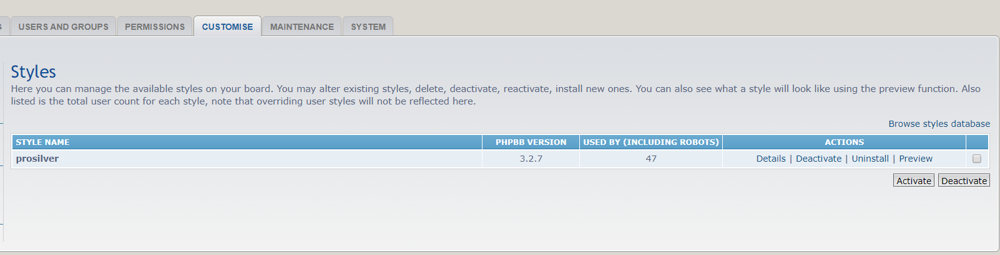 USERS AND GROUPS PERMISSIONS CUSTOMISE MAINTENANCE SYSTEM
Styles
Here you can manage the available styles on your board. You may alter existing styles, delete, deactivate, reactivate, install new ones. You can also see what a style will look like using the preview function. Also
listed is the total user count for each style, note that overriding user styles will not be reflected here.
Browse styles database
STYLE NAME PHPBB VERSION USED BY (INCLUDING ROBOTS) ACTIONS
prosilver 3.2.7 47 Details | Deactivate | Uninstall | Preview
Activate Deactivate